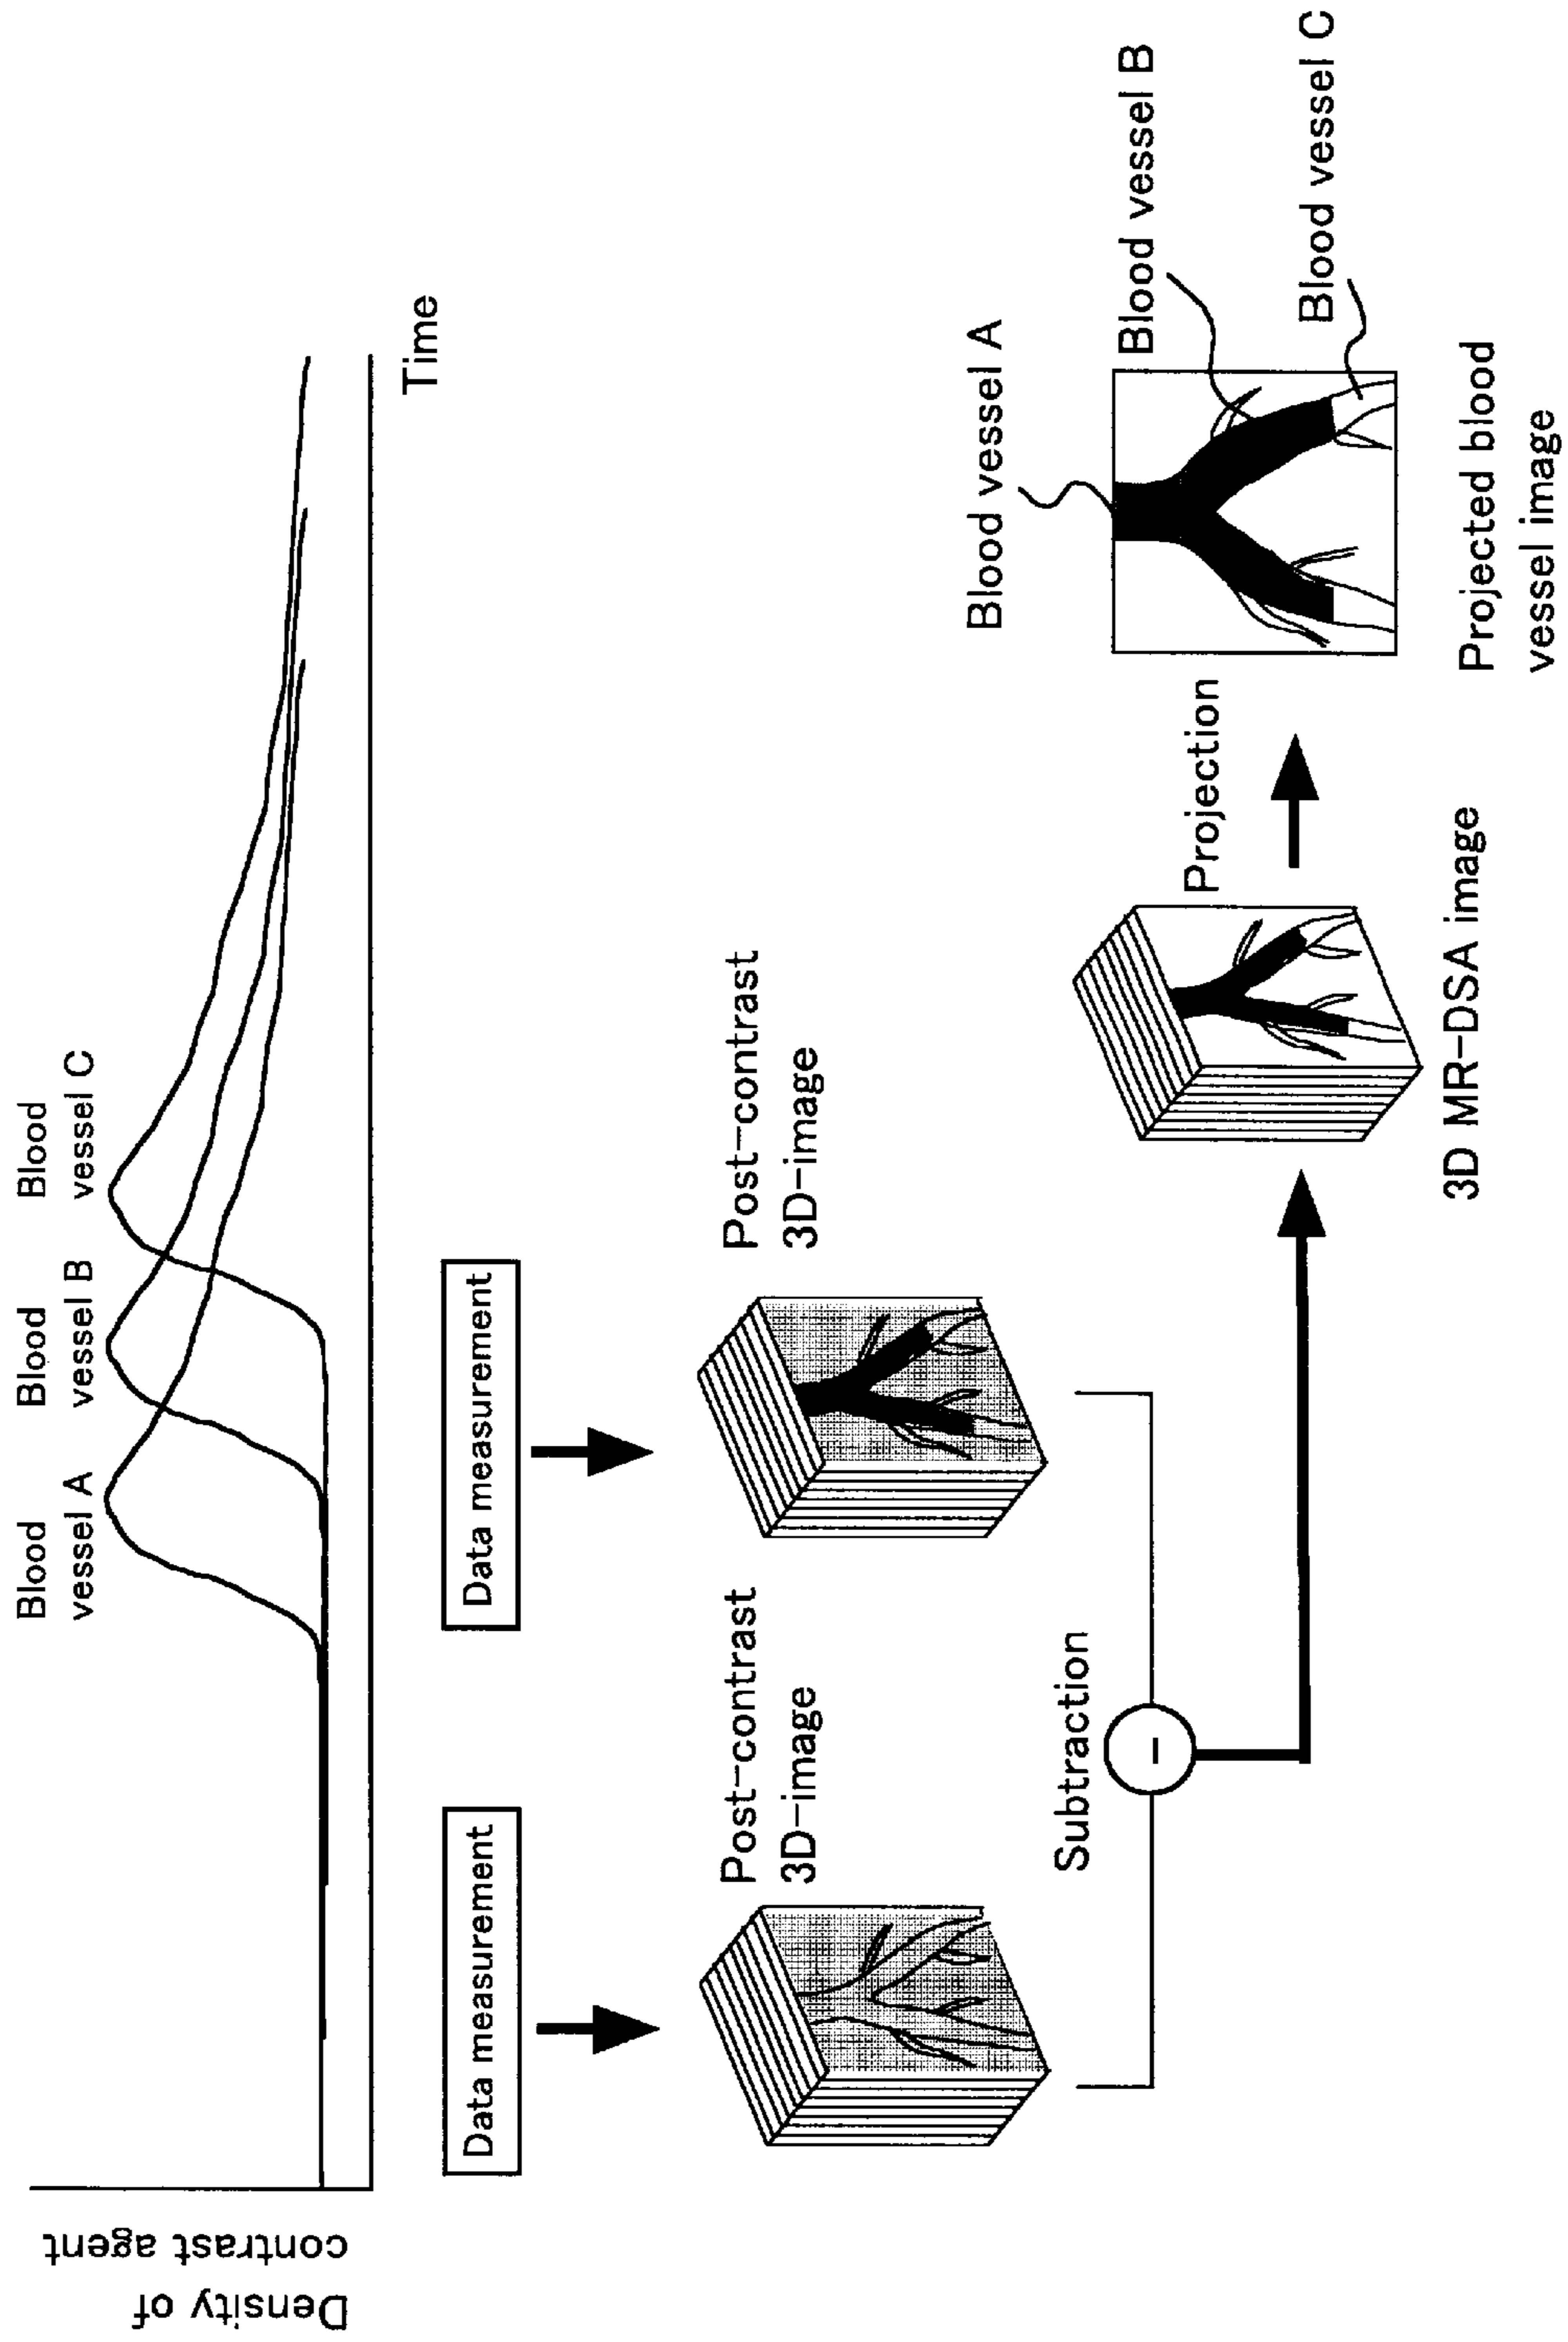 Density of
contrast agent
Blood
vessel A
Blood
vessel B
Blood
vessel C
Time
Data measurement
Data measurement
Post-contrast
3D-image
Post-contrast
3D-image
Subtraction
−
3D MR-DSA image
Projection
Blood vessel A
Blood vessel B
Blood vessel C
Projected blood
vessel image